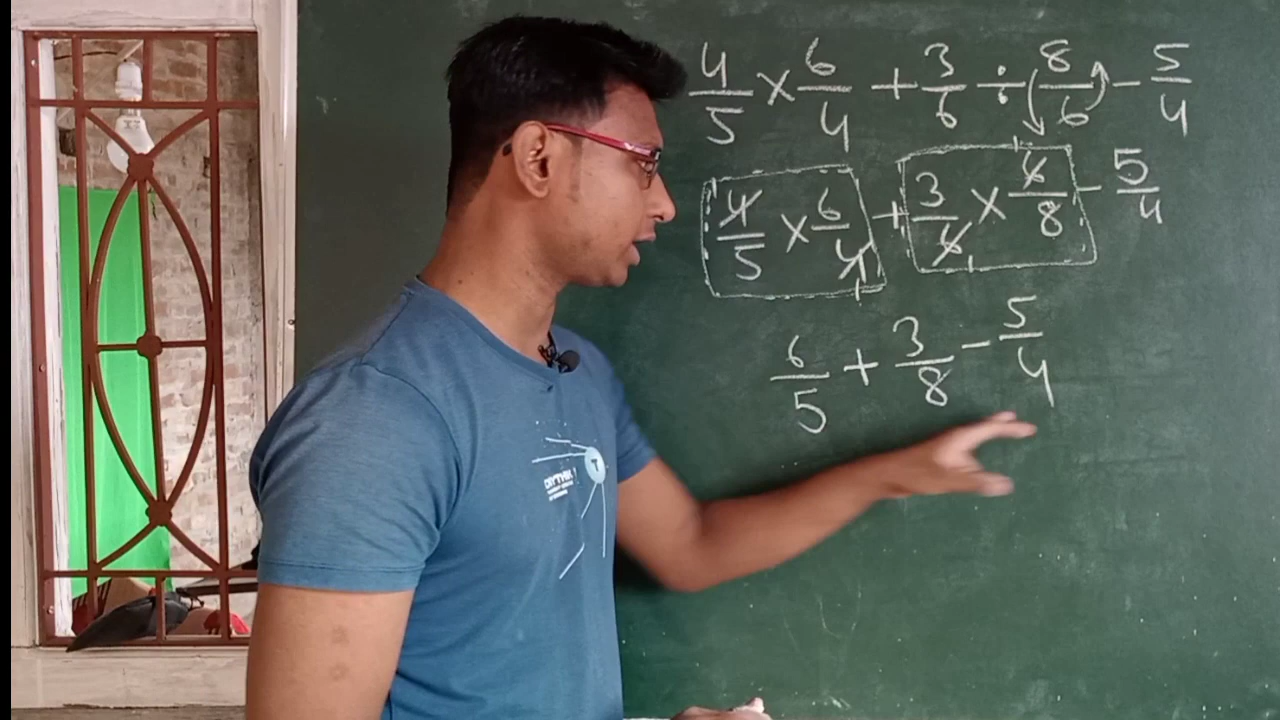 4/5 × 6/4 + 3/6 ÷ 8/6 - 5/4
4/5 × 6/4 + 3/6 × 6/8 - 5/4
6/5 + 3/8 - 5/4
T